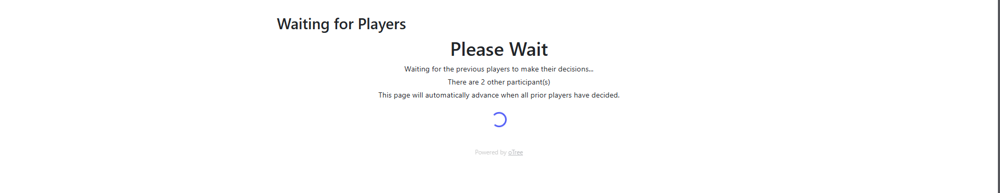 Waiting for Players
Please Wait
Waiting for the previous players to make their decisions...
There are 2 other participant(s)
This page will automatically advance when all prior players have decided.
Powered by oTree